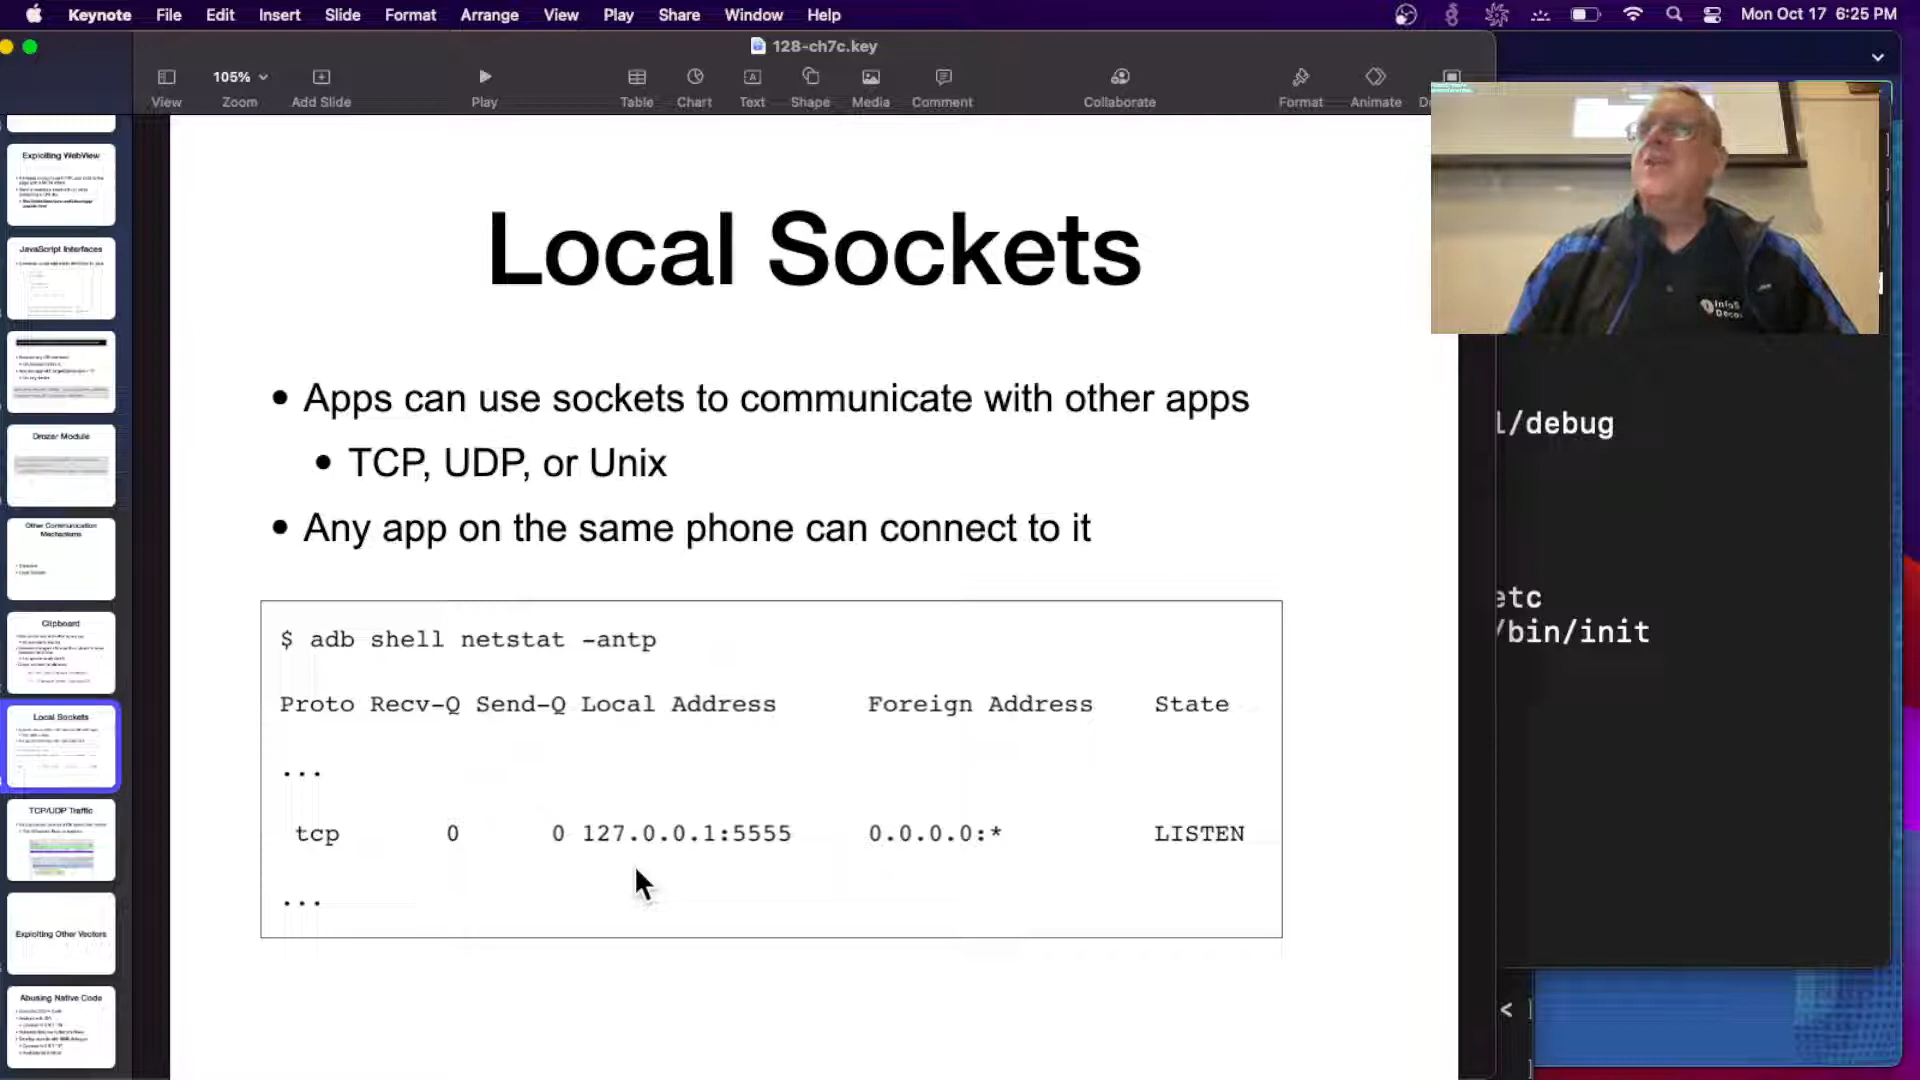 Keynote File Edit Insert Slide Format Arrange View Play Share Window Help Mon Oct 17 6:25 PM
128-ch7c.key
105%
View Zoom Add Slide Play Table Chart Text Shape Media Comment Collaborate Format Animate
Exploiting WebView
JavaScript Interfaces
Drozer Module
Other Communication
Mechanisms
Clipboard
Local Sockets
TCP/UDP Traffic
Exploiting Other Vectors
Abusing Native Code
Local Sockets
• Apps can use sockets to communicate with other apps
• TCP, UDP, or Unix
• Any app on the same phone can connect to it
$ adb shell netstat -antp
Proto Recv-Q Send-Q Local Address Foreign Address State
...
tcp 0 0 127.0.0.1:5555 0.0.0.0:* LISTEN
...
/debug
etc
/bin/init
<